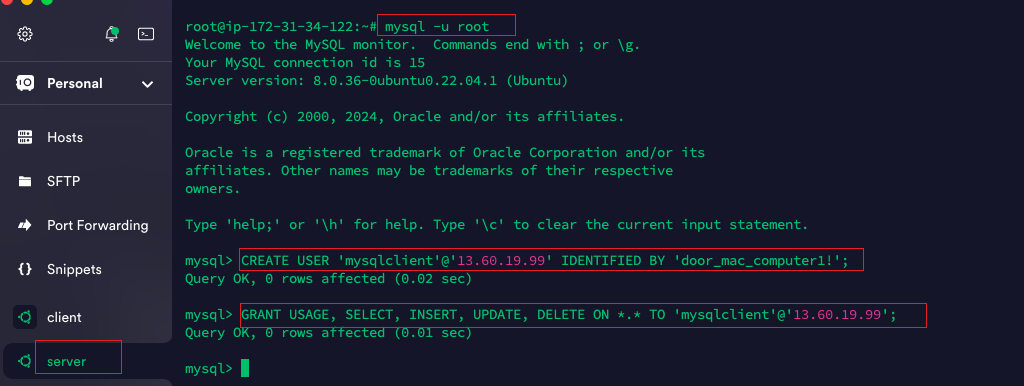 Personal
Hosts
SFTP
Port Forwarding
Snippets
client
server
root@ip-172-31-34-122:~# mysql -u root
Welcome to the MySQL monitor.  Commands end with ; or \g.
Your MySQL connection id is 15
Server version: 8.0.36-0ubuntu0.22.04.1 (Ubuntu)
Copyright (c) 2000, 2024, Oracle and/or its affiliates.
Oracle is a registered trademark of Oracle Corporation and/or its
affiliates. Other names may be trademarks of their respective
owners.
Type 'help;' or '\h' for help. Type '\c' to clear the current input statement.
mysql> CREATE USER 'mysqlclient'@'13.60.19.99' IDENTIFIED BY 'door_mac_computer1!';
Query OK, 0 rows affected (0.02 sec)
mysql> GRANT USAGE, SELECT, INSERT, UPDATE, DELETE ON *.* TO 'mysqlclient'@'13.60.19.99';
Query OK, 0 rows affected (0.01 sec)
mysql>